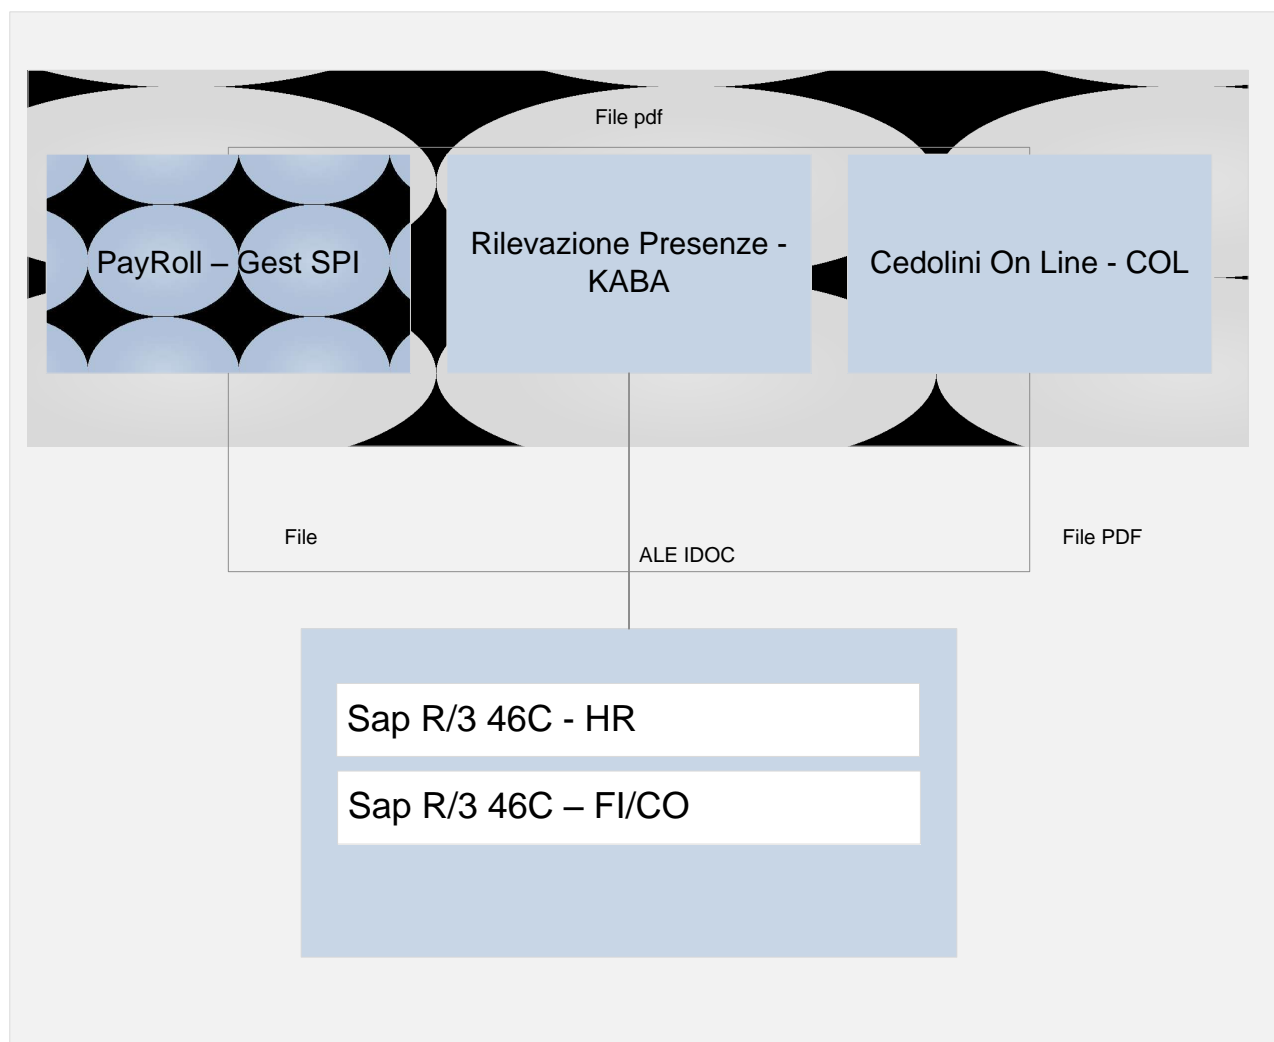 File pdf
PayRoll – Gest SPI
Rilevazione Presenze -
KABA
Cedolini On Line - COL
File
ALE IDOC
File PDF
Sap R/3 46C - HR
Sap R/3 46C – FI/CO